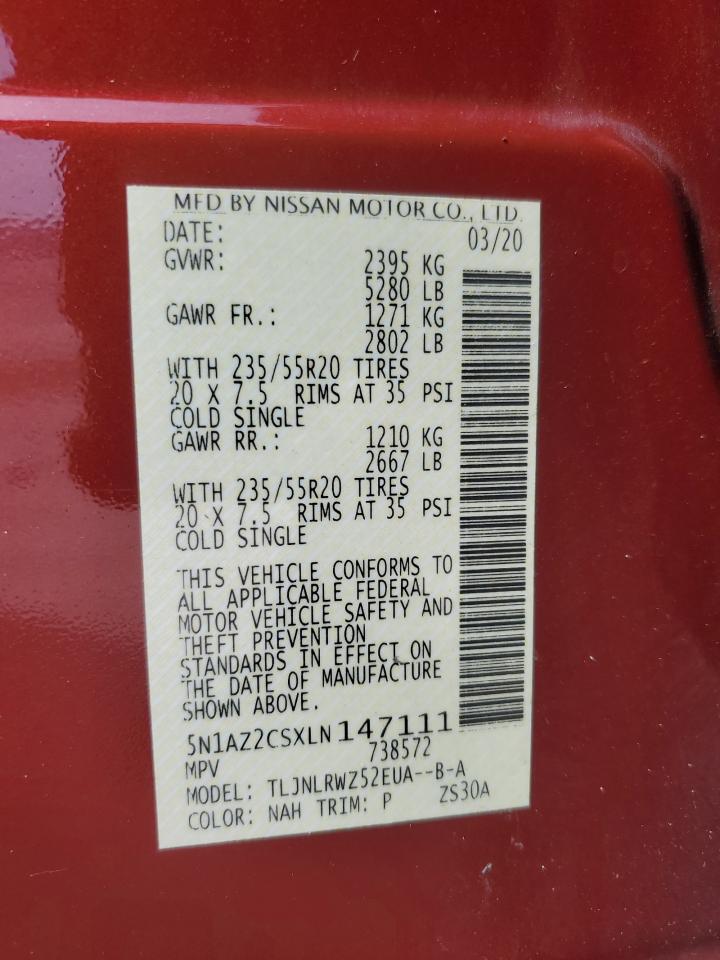 MFD BY NISSAN MOTOR CO., LTD.
DATE: 03/20
GVWR: 2395 KG
5280 LB
GAWR FR.: 1271 KG
2802 LB
WITH 235/55R20 TIRES
20 X 7.5 RIMS AT 35 PSI
COLD SINGLE
GAWR RR.: 1210 KG
2667 LB
WITH 235/55R20 TIRES
20 X 7.5 RIMS AT 35 PSI
COLD SINGLE
THIS VEHICLE CONFORMS TO
ALL APPLICABLE FEDERAL
MOTOR VEHICLE SAFETY AND
THEFT PREVENTION
STANDARDS IN EFFECT ON
THE DATE OF MANUFACTURE
SHOWN ABOVE.
5N1AZ2CSXLN147111
MPV 738572
MODEL: TLJNLRWZ52EUA--B-A
COLOR: NAH TRIM: P ZS30A